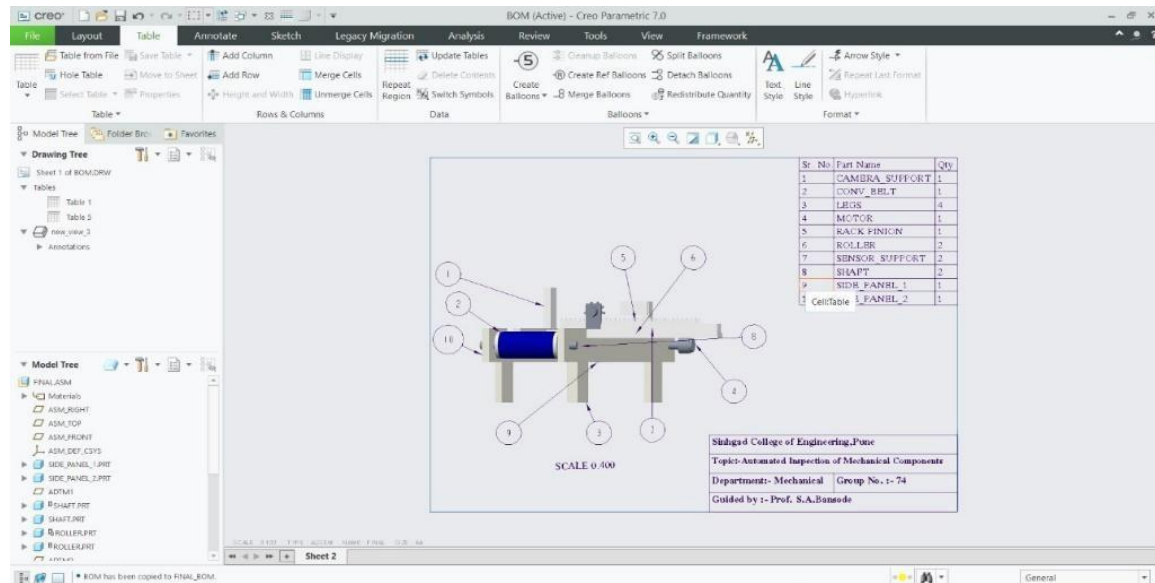 creo
BOM (Active) - Creo Parametric 7.0
File Layout Table Annotate Sketch Legacy Migration Analysis Review Tools View Framework
Table from File Save Table Add Column Line Display Update Tables Cleanup Balloons Split Balloons Arrow Style
Hole Table Move to Sheet Add Row Merge Cells Delete Contents Create Ref Balloons Detach Balloons Repeat Last Format
Table Select Table Properties Height and Width Unmerge Cells Repeat Region Switch Symbols Create Balloons Merge Balloons Redistribute Quantity Text Style Line Style Hyperlink
Table Rows & Columns Data Balloons Format
Model Tree Folder Bro Favorites
Drawing Tree
Sheet 1 of BOM.DRW
Tables
Table 1
Table 5
new_view_2
Annotations
Model Tree
FINAL.ASM
Materials
ASM_RIGHT
ASM_TOP
ASM_FRONT
ASM_DEF_CSYS
SIDE_PANEL_1.PRT
SIDE_PANEL_2.PRT
ADTM1
SHAFT.PRT
SHAFT.PRT
ROLLER.PRT
ROLLER.PRT
Sr No Part Name Qty
1 CAMERA_SUPPORT 1
2 CONV_BELT 1
3 LEGS 4
4 MOTOR 1
5 RACK PINION 1
6 ROLLER 2
7 SENSOR_SUPPORT 2
8 SHAFT 2
9 SIDE_PANEL_1 1
PANEL_2 1
Cell:Table
5 6
1
2
10
8
9 3
SCALE 0.400
Sinhgad College of Engineering,Pune
Topic:-Automated Inspection of Mechanical Components
Department:- Mechanical Group No. :- 74
Guided by :- Prof. S.A.Bansode
Sheet 2
BOM has been copied to FINAL_BOM.
General